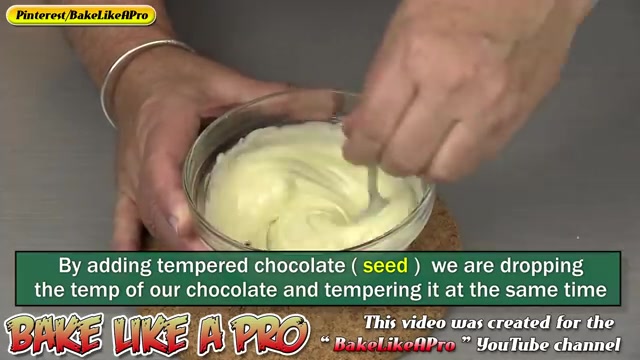 Pinterest/BakeLikeAPro
By adding tempered chocolate ( seed ) we are dropping
the temp of our chocolate and tempering it at the same time
BAKE LIKE A PRO
This video was created for the
" BakeLikeAPro " YouTube channel